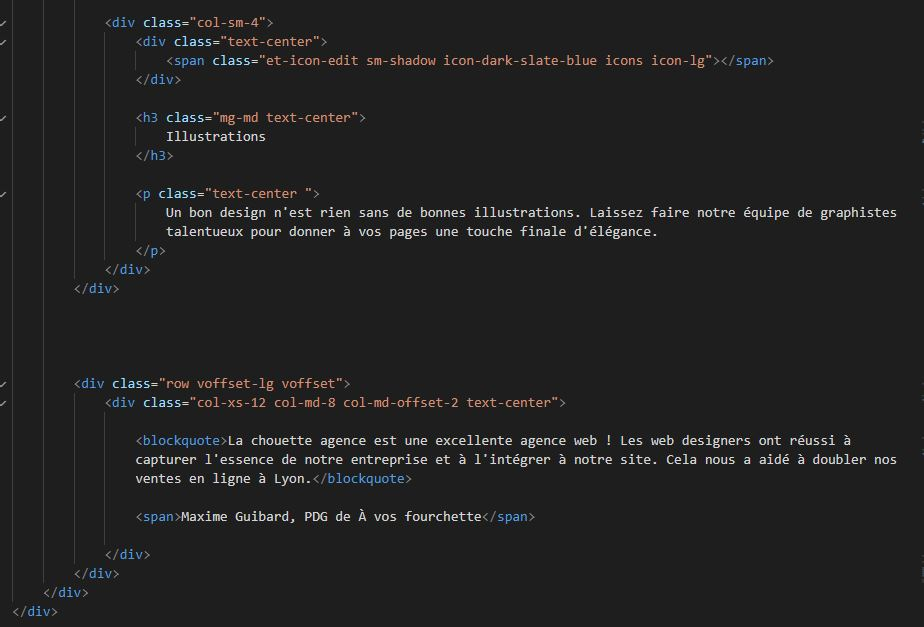 <div class="col-sm-4">
<div class="text-center">
<span class="et-icon-edit sm-shadow icon-dark-slate-blue icons icon-lg"></span>
</div>
<h3 class="mg-md text-center">
Illustrations
</h3>
<p class="text-center ">
Un bon design n'est rien sans de bonnes illustrations. Laissez faire notre équipe de graphistes
talentueux pour donner à vos pages une touche finale d'élégance.
</p>
</div>
</div>
<div class="row voffset-lg voffset">
<div class="col-xs-12 col-md-8 col-md-offset-2 text-center">
<blockquote>La chouette agence est une excellente agence web ! Les web designers ont réussi à
capturer l'essence de notre entreprise et à l'intégrer à notre site. Cela nous a aidé à doubler nos
ventes en ligne à Lyon.</blockquote>
<span>Maxime Guibard, PDG de À vos fourchette</span>
</div>
</div>
</div>
</div>